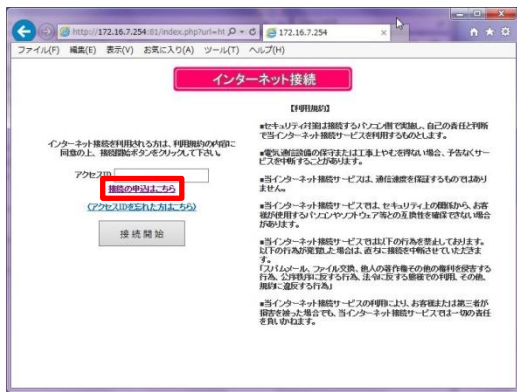 http://172.16.7.254:81/index.php?url=ht
172.16.7.254
ファイル(F) 編集(E) 表示(V) お気に入り(A) ツール(T) ヘルプ(H)
インターネット接続
【利用規約】
インターネット接続を利用される方は、利用規約の内容に
同意の上、接続開始ボタンをクリックして下さい。
アクセスID
接続の申込はこちら
(アクセスIDを忘れた方はこちら)
接続開始
■セキュリティ対策は接続するパソコン側で実施し、自己の責任と判断
で当インターネット接続サービスを利用するものとします。
■電気通信設備の保守または工事上やむを得ない場合、予告なくサー
ビスを中断することがあります。
■当インターネット接続サービスは、通信速度を保証するものではあり
ません。
■当インターネット接続サービスでは、セキュリティ上の関係から、お客
様が使用するパソコンやソフトウェア等との互換性を確保できない場合
があります。
■当インターネット接続サービスでは以下の行為を禁止しております。
以下の行為が発覚した場合は、直ちに接続を中断させていただきま
す。
「スパムメール、ファイル交換、他人の著作権その他の権利を侵害する
行為、公序良俗に反する行為、法令に反する態様での利用、その他、
規約に違反する行為」
■当インターネット接続サービスの利用により、お客様または第三者が
損害を被った場合でも、当インターネット接続サービスでは一切の責任
を負いかねます。